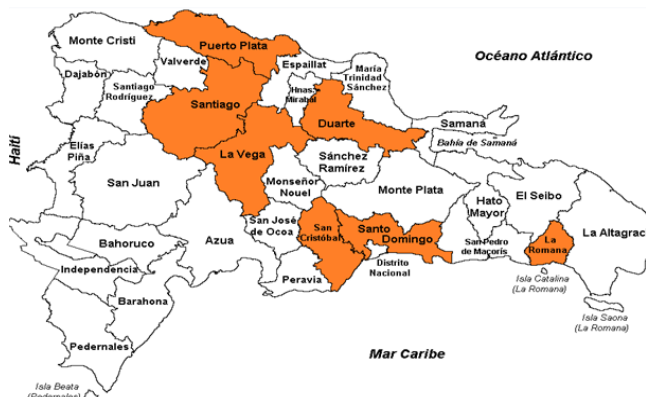 Monte Cristi
Puerto Plata
Océano Atlántico
Dajabón
Valverde
Espaillat
María
Trinidad
Sánchez
Santiago
Rodríguez
Santiago
Hnas.
Mirabal
Duarte
Samaná
Bahía de Samaná
Haití
Elías
Piña
La Vega
Sánchez
Ramírez
San Juan
Monseñor
Nouel
Monte Plata
Hato
Mayor
El Seibo
La Altagrac
San José
de Ocoa
San
Cristóbal
Santo
Domingo
La
Romana
Bahoruco
Azua
San Pedro
de Macorís
Independencia
Peravia
Distrito
Nacional
Isla Catalina
(La Romana)
Barahona
Isla Saona
(La Romana)
Pedernales
Mar Caribe
Isla Beata
(Pedernales)